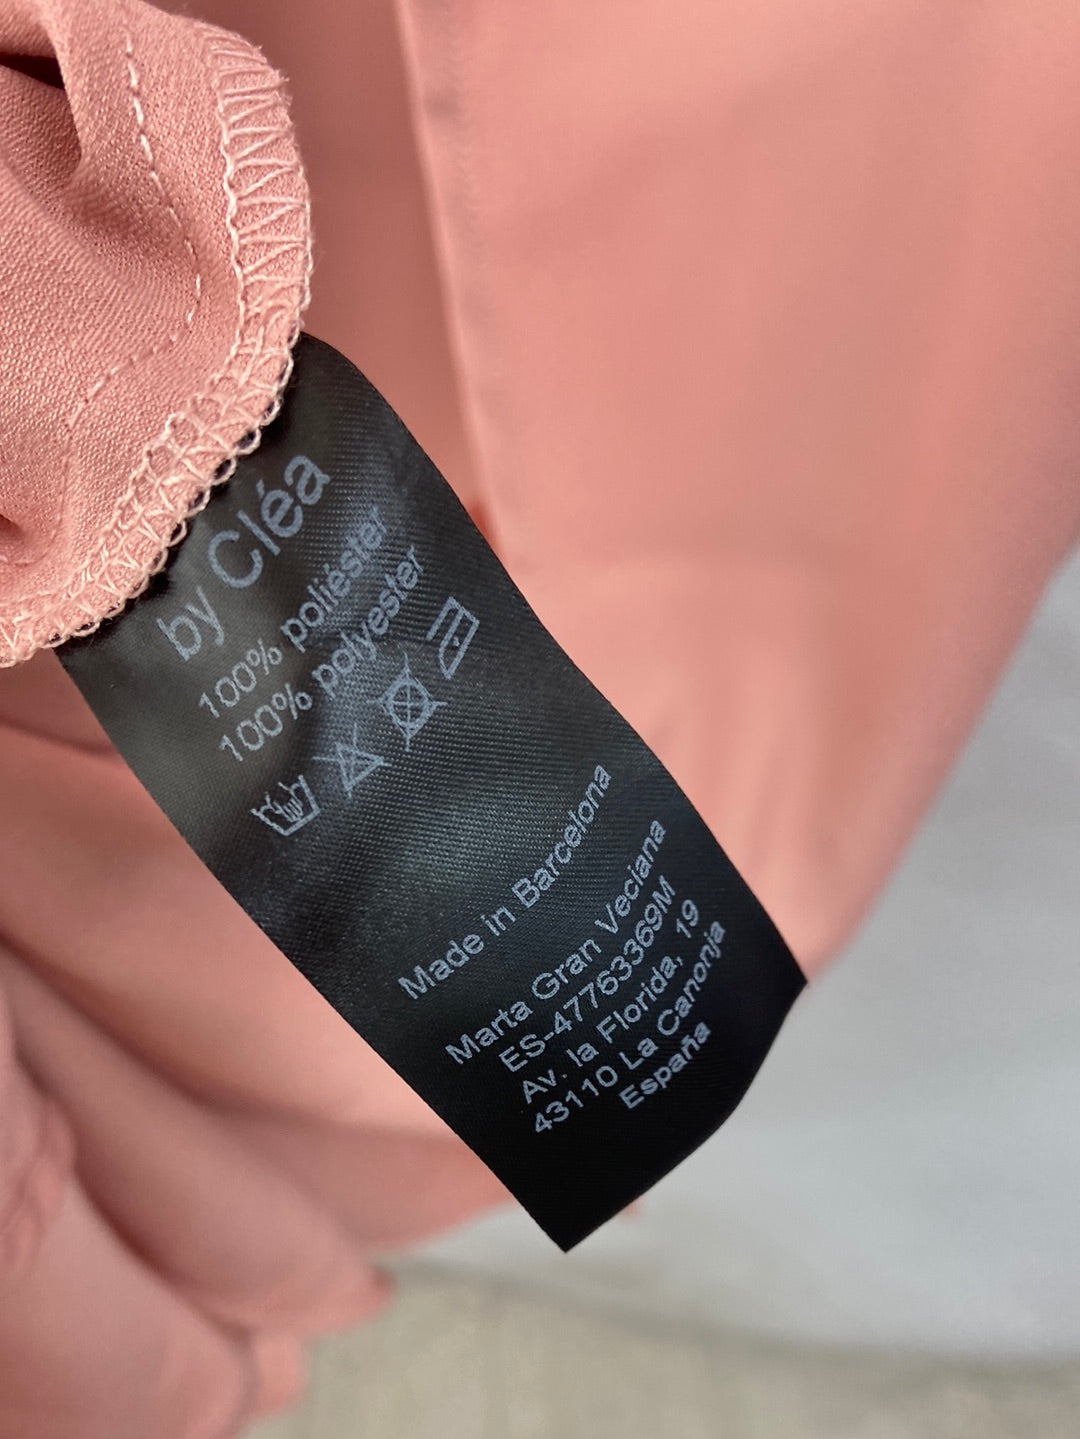 by Cléa
100% poliéster
100% polyester
Made in Barcelona
Marta Gran Veciana
ES-47763369M
Av. la Florida, 19
43110 La Canonja
España